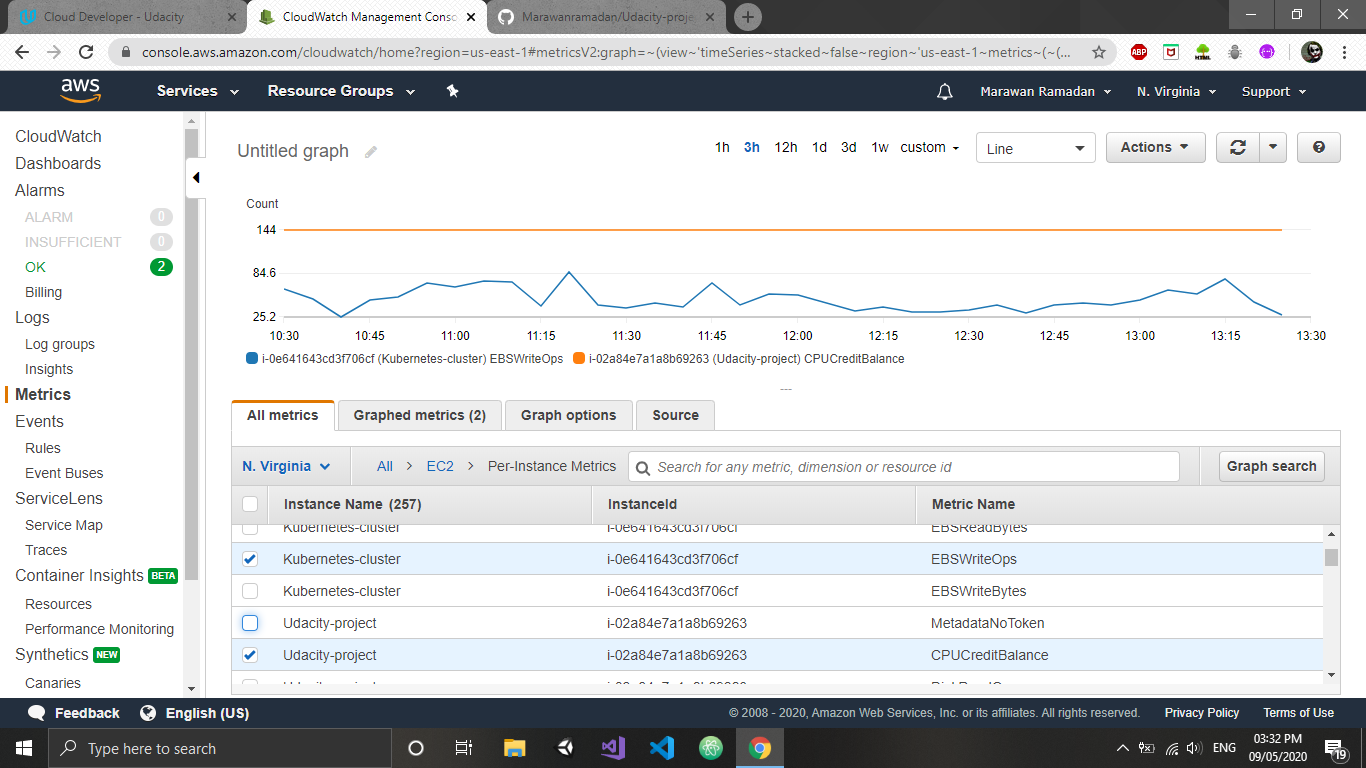 Cloud Developer - Udacity
CloudWatch Management Conso
Marawanramadan/Udacity-proje
console.aws.amazon.com/cloudwatch/home?region=us-east-1#metricsV2:graph=~(view~'timeSeries~stacked~false~region~'us-east-1~metrics~(~(...
ABP
HTML
aws
Services
Resource Groups
Marawan Ramadan
N. Virginia
Support
CloudWatch
Dashboards
Alarms
ALARM 0
INSUFFICIENT 0
OK 2
Billing
Logs
Log groups
Insights
Metrics
Events
Rules
Event Buses
ServiceLens
Service Map
Traces
Container Insights BETA
Resources
Performance Monitoring
Synthetics NEW
Canaries
Untitled graph
1h 3h 12h 1d 3d 1w custom
Line
Actions
Count
144
84.6
25.2
10:30 10:45 11:00 11:15 11:30 11:45 12:00 12:15 12:30 12:45 13:00 13:15 13:30
i-0e641643cd3f706cf (Kubernetes-cluster) EBSWriteOps i-02a84e7a1a8b69263 (Udacity-project) CPUCreditBalance
All metrics Graphed metrics (2) Graph options Source
N. Virginia All > EC2 > Per-Instance Metrics Search for any metric, dimension or resource id Graph search
Instance Name (257) InstanceId Metric Name
Kubernetes-cluster i-0e641643cd3f706cf EBSReadBytes
Kubernetes-cluster i-0e641643cd3f706cf EBSWriteOps
Kubernetes-cluster i-0e641643cd3f706cf EBSWriteBytes
Udacity-project i-02a84e7a1a8b69263 MetadataNoToken
Udacity-project i-02a84e7a1a8b69263 CPUCreditBalance
Feedback
English (US)
© 2008 - 2020, Amazon Web Services, Inc. or its affiliates. All rights reserved.
Privacy Policy
Terms of Use
Type here to search
ENG
03:32 PM
09/05/2020
19